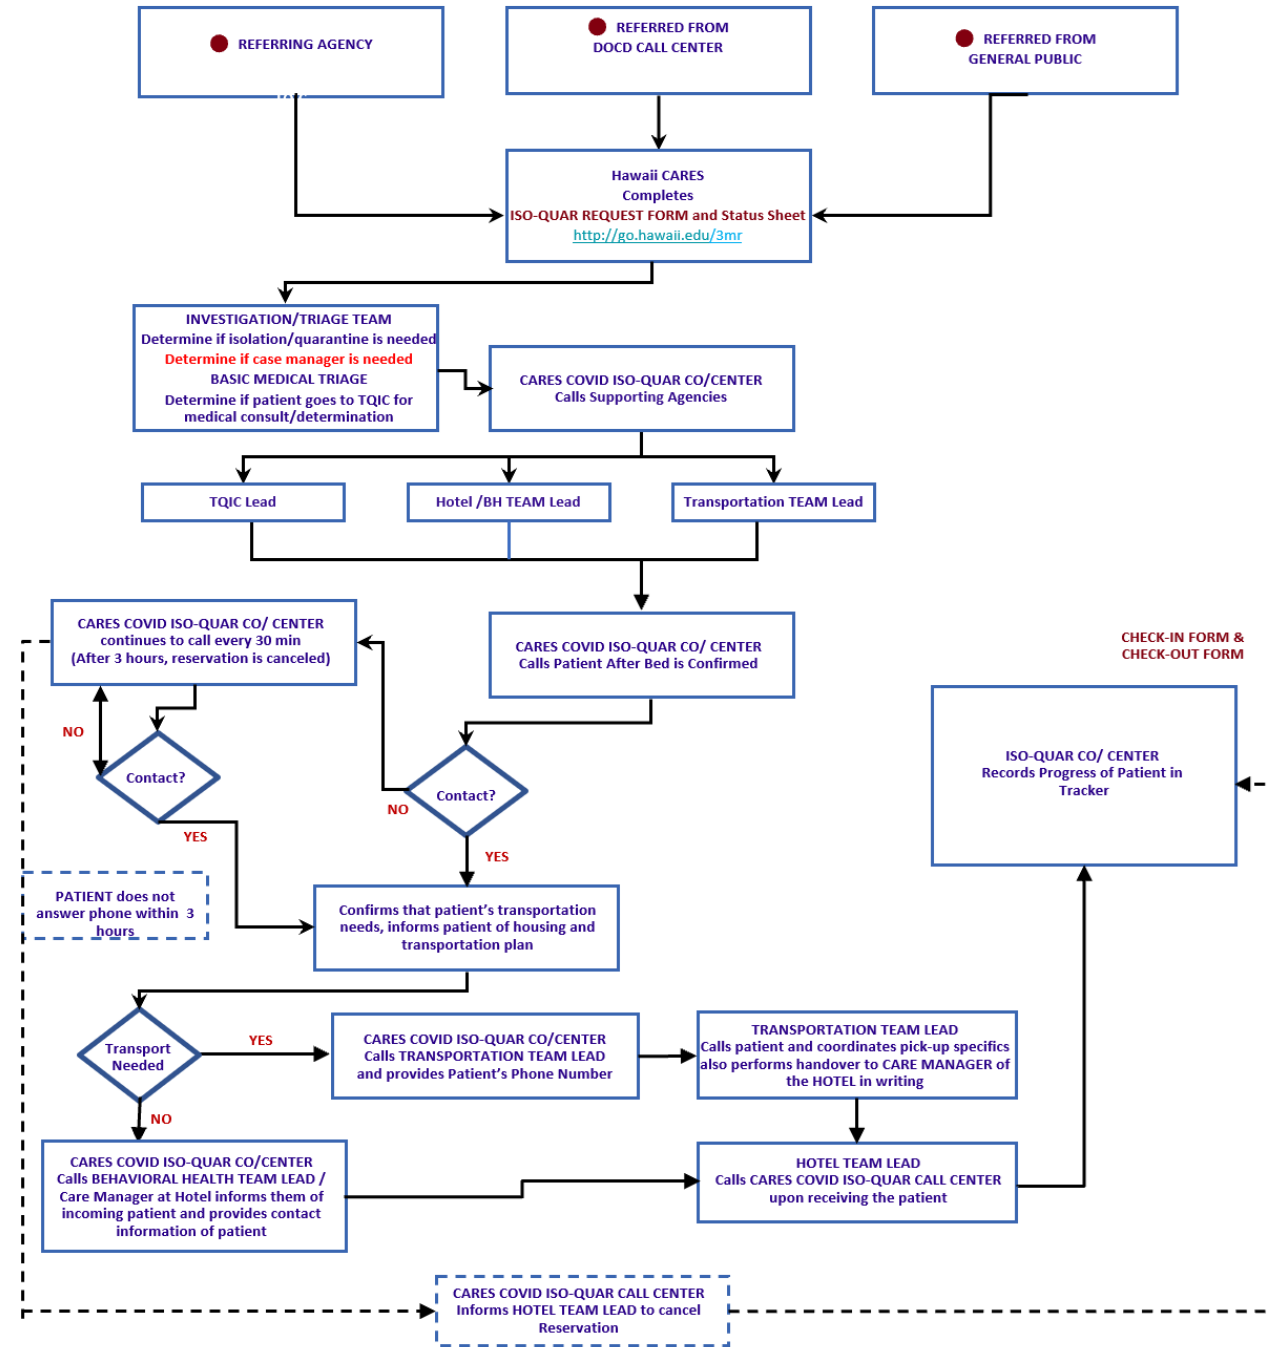 REFERRING AGENCY
REFERRED FROM
DOCD CALL CENTER
REFERRED FROM
GENERAL PUBLIC
Hawaii CARES
Completes
ISO-QUAR REQUEST FORM and Status Sheet
http://go.hawaii.edu/3mr
INVESTIGATION/TRIAGE TEAM
Determine if isolation/quarantine is needed
Determine if case manager is needed
BASIC MEDICAL TRIAGE
Determine if patient goes to TQIC for
medical consult/determination
CARES COVID ISO-QUAR CO/CENTER
Calls Supporting Agencies
TQIC Lead
Hotel /BH TEAM Lead
Transportation TEAM Lead
CARES COVID ISO-QUAR CO/ CENTER
continues to call every 30 min
(After 3 hours, reservation is canceled)
CARES COVID ISO-QUAR CO/ CENTER
Calls Patient After Bed is Confirmed
CHECK-IN FORM &
CHECK-OUT FORM
NO
Contact?
YES
Contact?
NO
YES
ISO-QUAR CO/ CENTER
Records Progress of Patient in
Tracker
PATIENT does not
answer phone within 3
hours
Confirms that patient's transportation
needs, informs patient of housing and
transportation plan
Transport
Needed
YES
NO
CARES COVID ISO-QUAR CO/CENTER
Calls TRANSPORTATION TEAM LEAD
and provides Patient's Phone Number
TRANSPORTATION TEAM LEAD
Calls patient and coordinates pick-up specifics
also performs handover to CARE MANAGER of
the HOTEL in writing
CARES COVID ISO-QUAR CO/CENTER
Calls BEHAVIORAL HEALTH TEAM LEAD /
Care Manager at Hotel informs them of
incoming patient and provides contact
information of patient
HOTEL TEAM LEAD
Calls CARES COVID ISO-QUAR CALL CENTER
upon receiving the patient
CARES COVID ISO-QUAR CALL CENTER
Informs HOTEL TEAM LEAD to cancel
Reservation